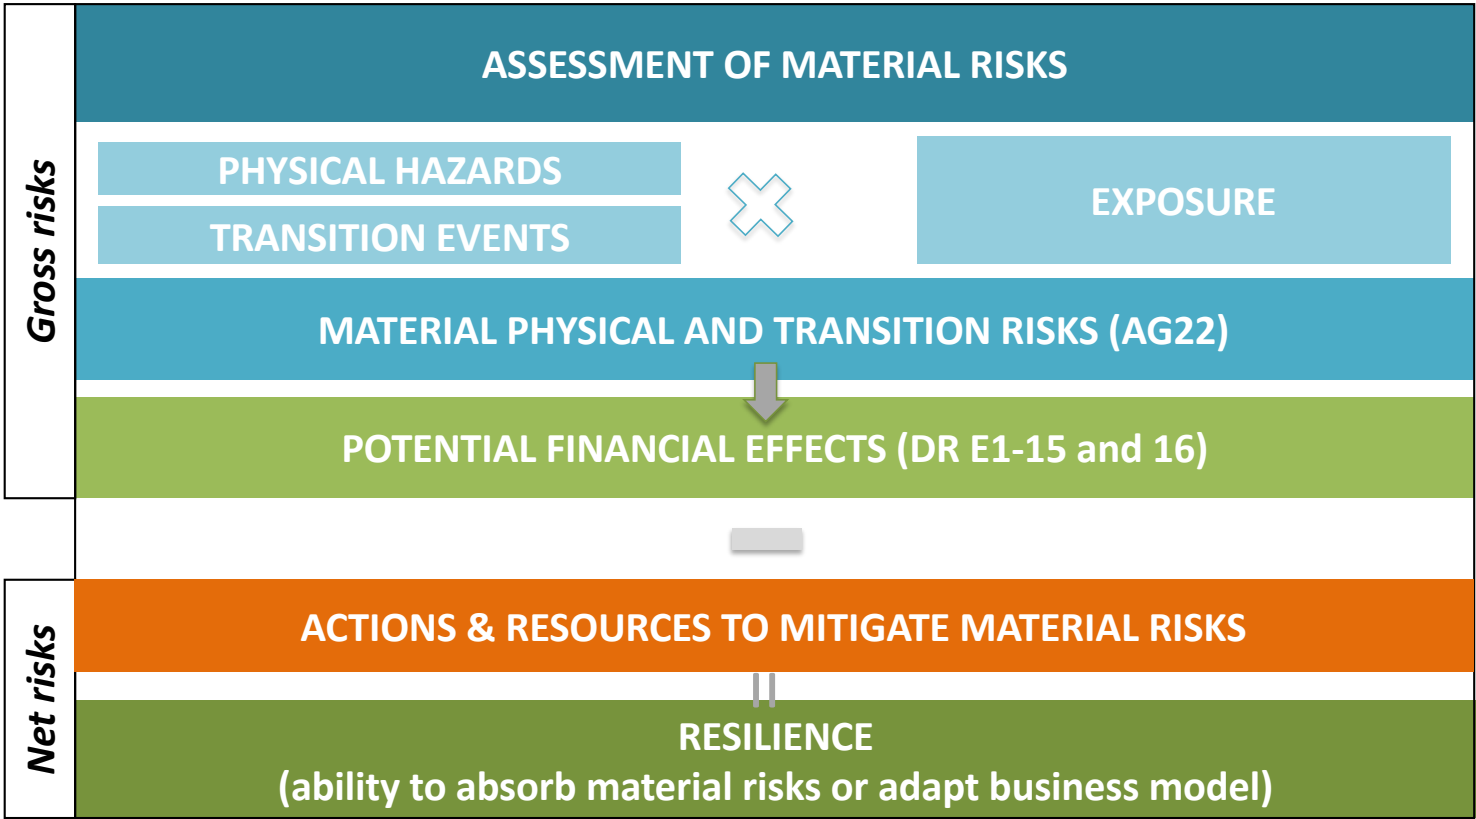 Gross risks
ASSESSMENT OF MATERIAL RISKS
PHYSICAL HAZARDS
TRANSITION EVENTS
EXPOSURE
MATERIAL PHYSICAL AND TRANSITION RISKS (AG22)
POTENTIAL FINANCIAL EFFECTS (DR E1-15 and 16)
Net risks
ACTIONS & RESOURCES TO MITIGATE MATERIAL RISKS
RESILIENCE
(ability to absorb material risks or adapt business model)